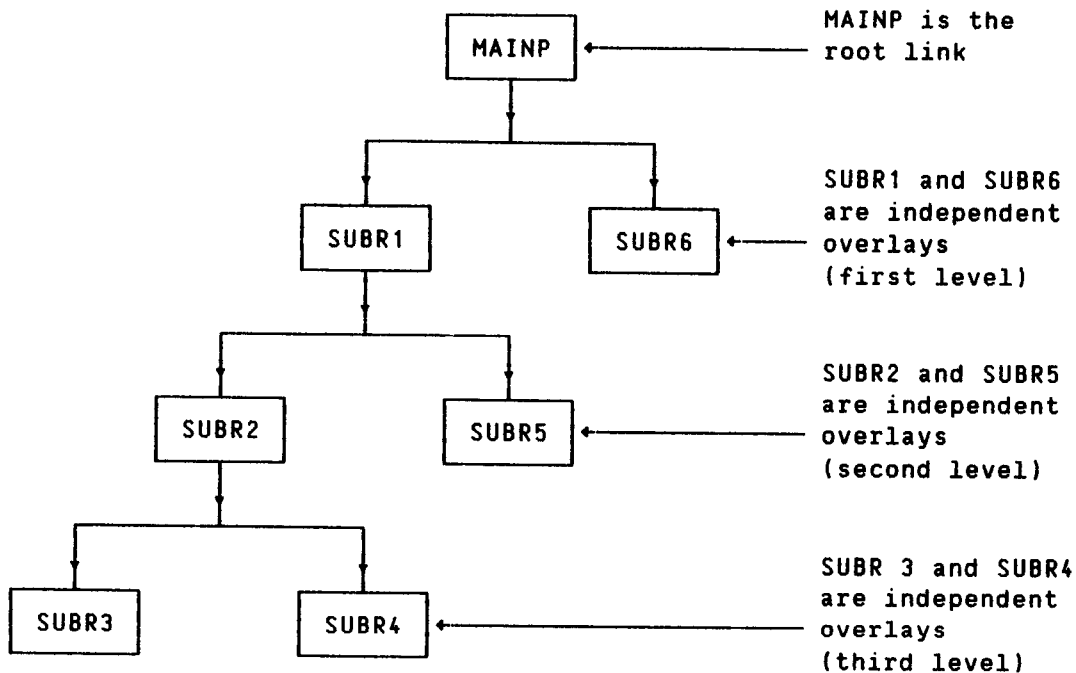 MAINP
MAINP is the
root link
SUBR1
SUBR6
SUBR1 and SUBR6
are independent
overlays
(first level)
SUBR2
SUBR5
SUBR2 and SUBR5
are independent
overlays
(second level)
SUBR3
SUBR4
SUBR 3 and SUBR4
are independent
overlays
(third level)